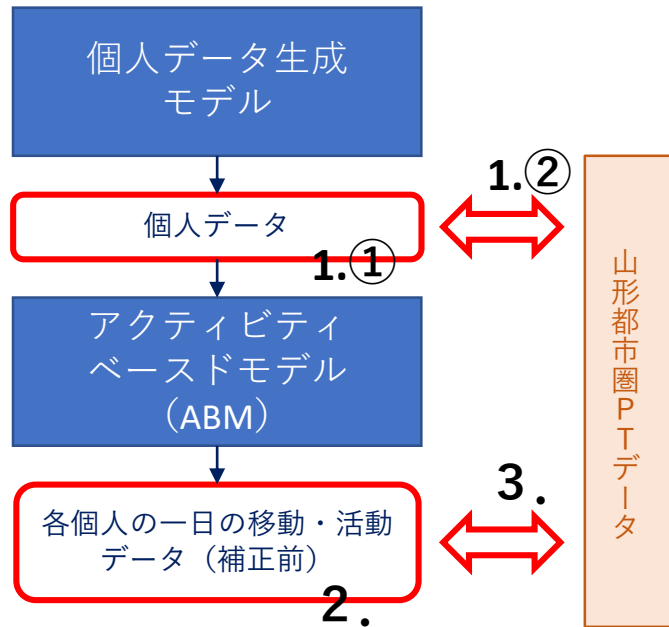 個人データ生成
モデル
1.②
個人データ
1.①
アクティビティ
ベースドモデル
（ABM）
3．
各個人の一日の移動・活動
データ（補正前）
2．
山形都市圏PTデータ